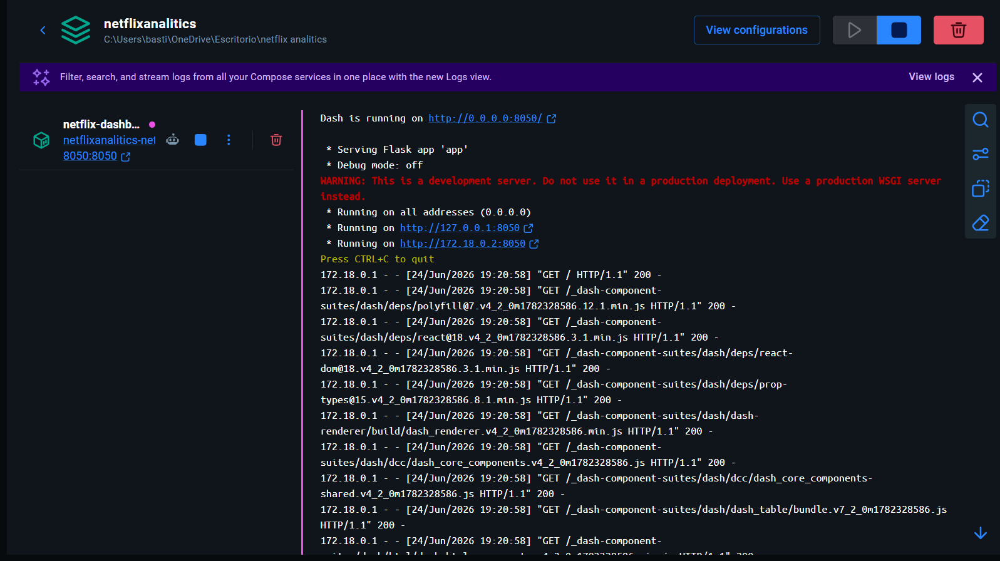 netflixanalitics
C:\Users\basti\OneDrive\Escritorio\netflix analitics
View configurations
Filter, search, and stream logs from all your Compose services in one place with the new Logs view.
View logs
netflix-dashb...
netflixanalitics-net
8050:8050
Dash is running on http://0.0.0.0:8050/
* Serving Flask app 'app'
* Debug mode: off
WARNING: This is a development server. Do not use it in a production deployment. Use a production WSGI server
instead.
* Running on all addresses (0.0.0.0)
* Running on http://127.0.0.1:8050
* Running on http://172.18.0.2:8050
Press CTRL+C to quit
172.18.0.1 - - [24/Jun/2026 19:20:58] "GET / HTTP/1.1" 200 -
172.18.0.1 - - [24/Jun/2026 19:20:58] "GET /_dash-component-
suites/dash/deps/polyfill@7.v4_2_0m1782328586.12.1.min.js HTTP/1.1" 200 -
172.18.0.1 - - [24/Jun/2026 19:20:58] "GET /_dash-component-
suites/dash/deps/react@18.v4_2_0m1782328586.3.1.min.js HTTP/1.1" 200 -
172.18.0.1 - - [24/Jun/2026 19:20:58] "GET /_dash-component-suites/dash/deps/react-
dom@18.v4_2_0m1782328586.3.1.min.js HTTP/1.1" 200 -
172.18.0.1 - - [24/Jun/2026 19:20:58] "GET /_dash-component-suites/dash/deps/prop-
types@15.v4_2_0m1782328586.8.1.min.js HTTP/1.1" 200 -
172.18.0.1 - - [24/Jun/2026 19:20:58] "GET /_dash-component-suites/dash/dash-
renderer/build/dash_renderer.v4_2_0m1782328586.min.js HTTP/1.1" 200 -
172.18.0.1 - - [24/Jun/2026 19:20:58] "GET /_dash-component-
suites/dash/dcc/dash_core_components.v4_2_0m1782328586.js HTTP/1.1" 200 -
172.18.0.1 - - [24/Jun/2026 19:20:58] "GET /_dash-component-suites/dash/dcc/dash_core_components-
shared.v4_2_0m1782328586.js HTTP/1.1" 200 -
172.18.0.1 - - [24/Jun/2026 19:20:58] "GET /_dash-component-suites/dash/dash_table/bundle.v7_2_0m1782328586.js
HTTP/1.1" 200 -
172.18.0.1 - - [24/Jun/2026 19:20:58] "GET /_dash-component-